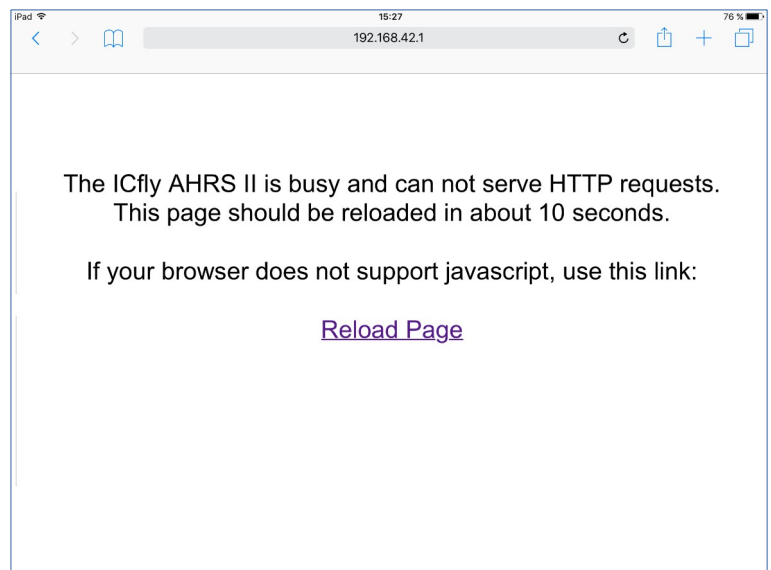 iPad 15:27 76 %
192.168.42.1
The ICfly AHRS II is busy and can not serve HTTP requests.
This page should be reloaded in about 10 seconds.
If your browser does not support javascript, use this link:
Reload Page